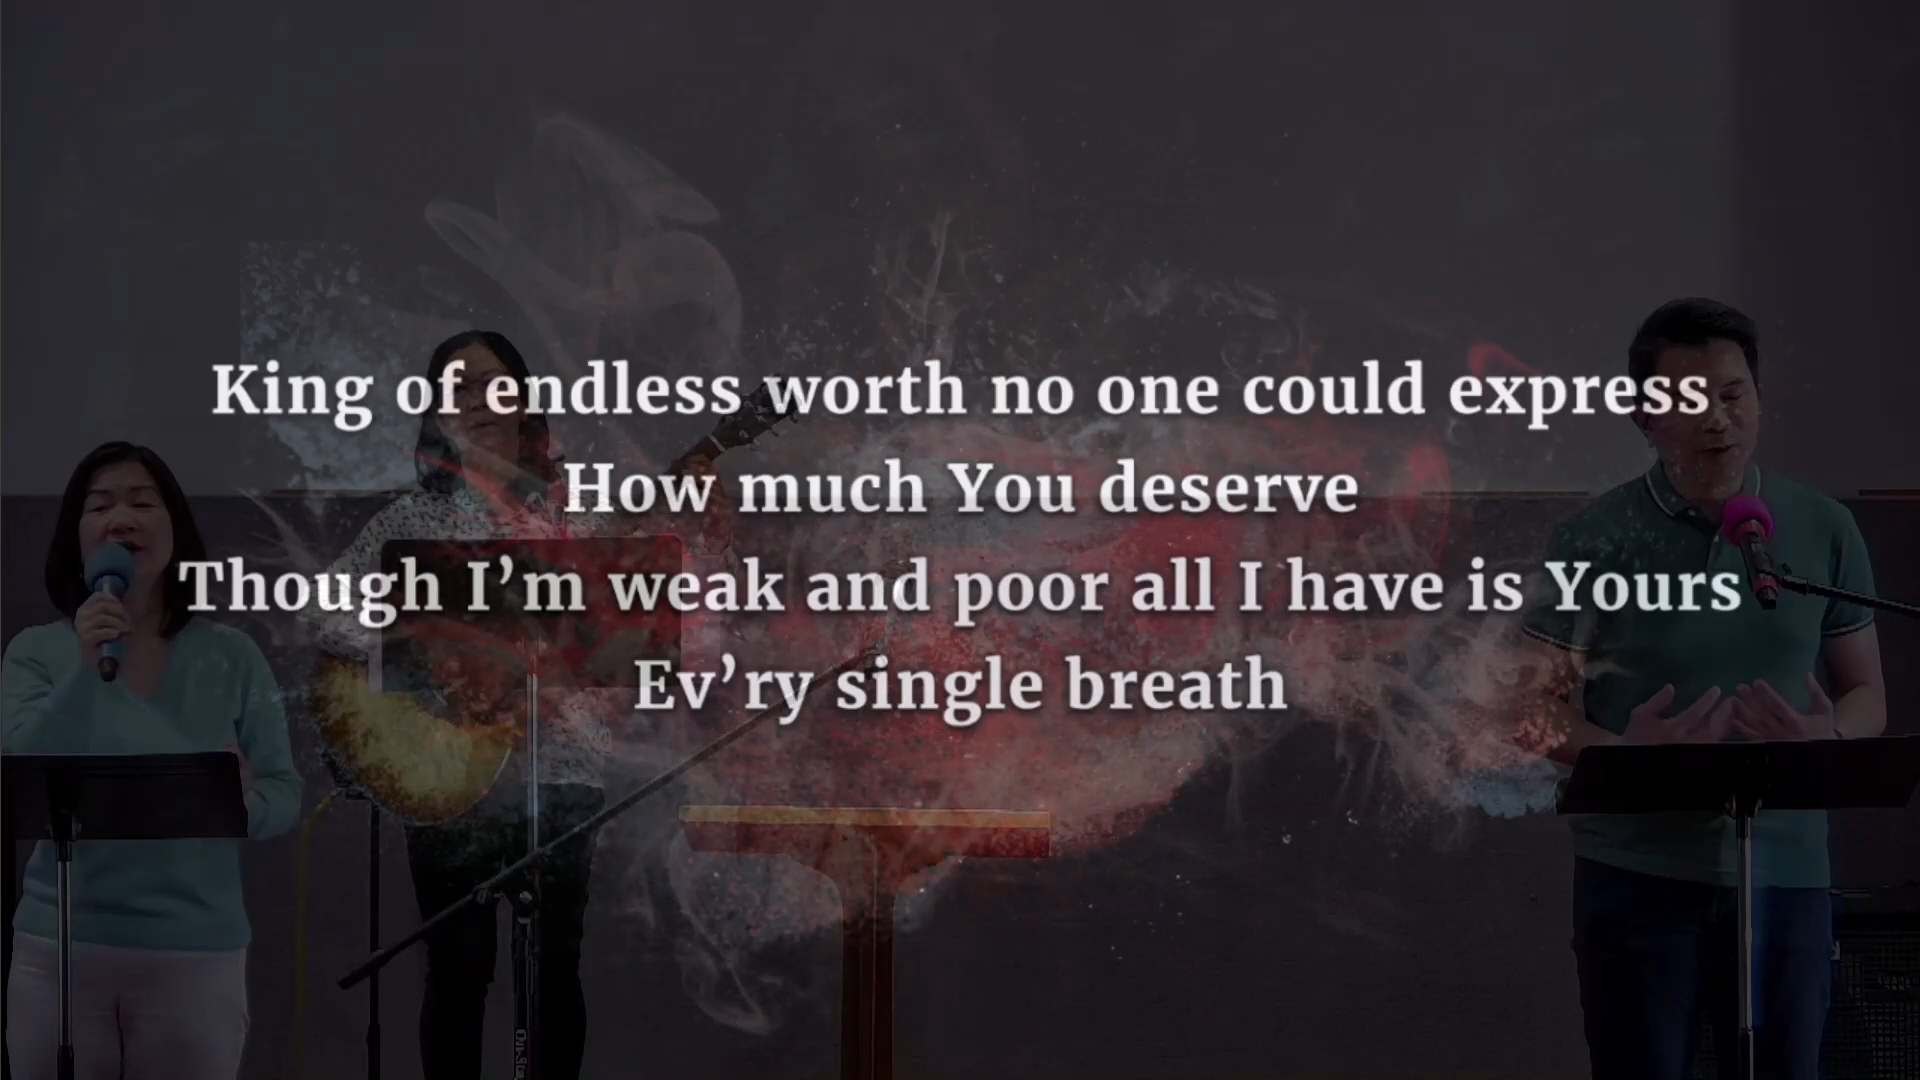 King of endless worth no one could express
How much You deserve
Though I’m weak and poor all I have is Yours
Ev’ry single breath